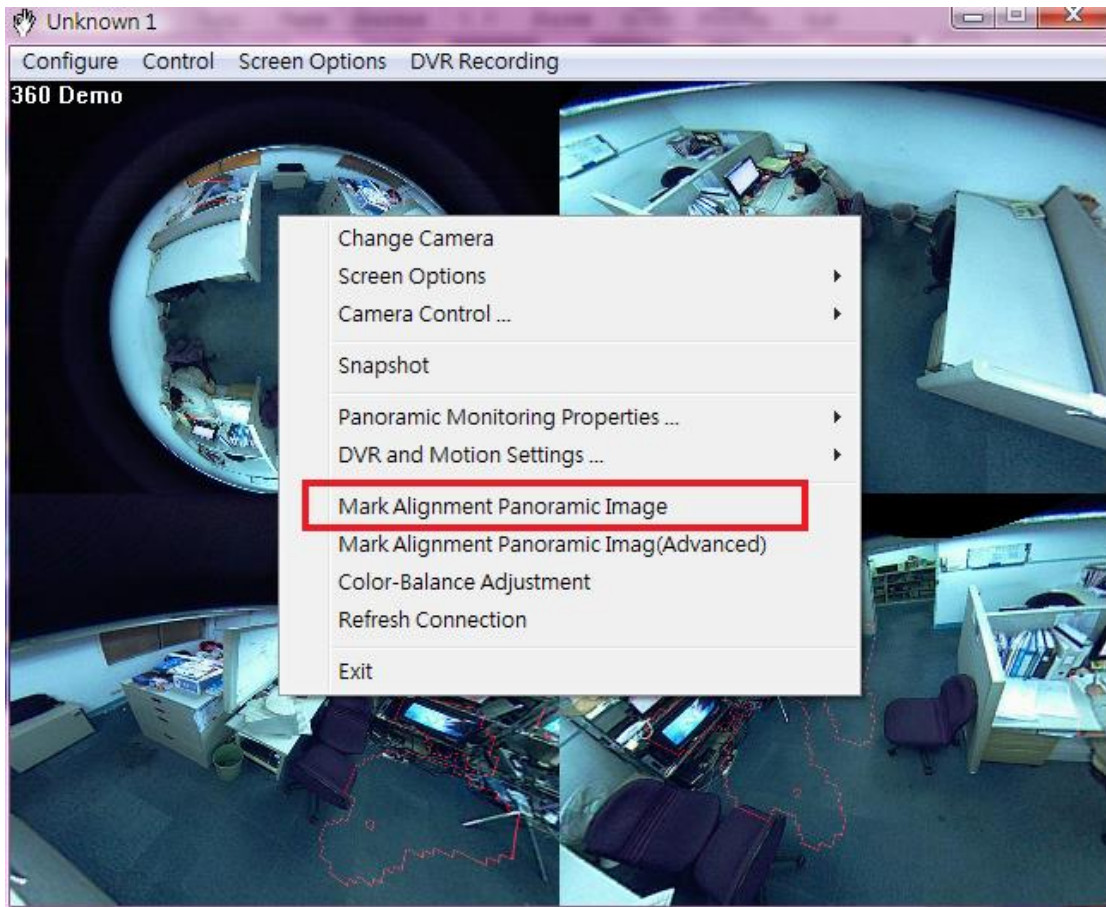 Unknown 1
Configure Control Screen Options DVR Recording
360 Demo
Change Camera
Screen Options
Camera Control ...
Snapshot
Panoramic Monitoring Properties ...
DVR and Motion Settings ...
Mark Alignment Panoramic Image
Mark Alignment Panoramic Imag(Advanced)
Color-Balance Adjustment
Refresh Connection
Exit